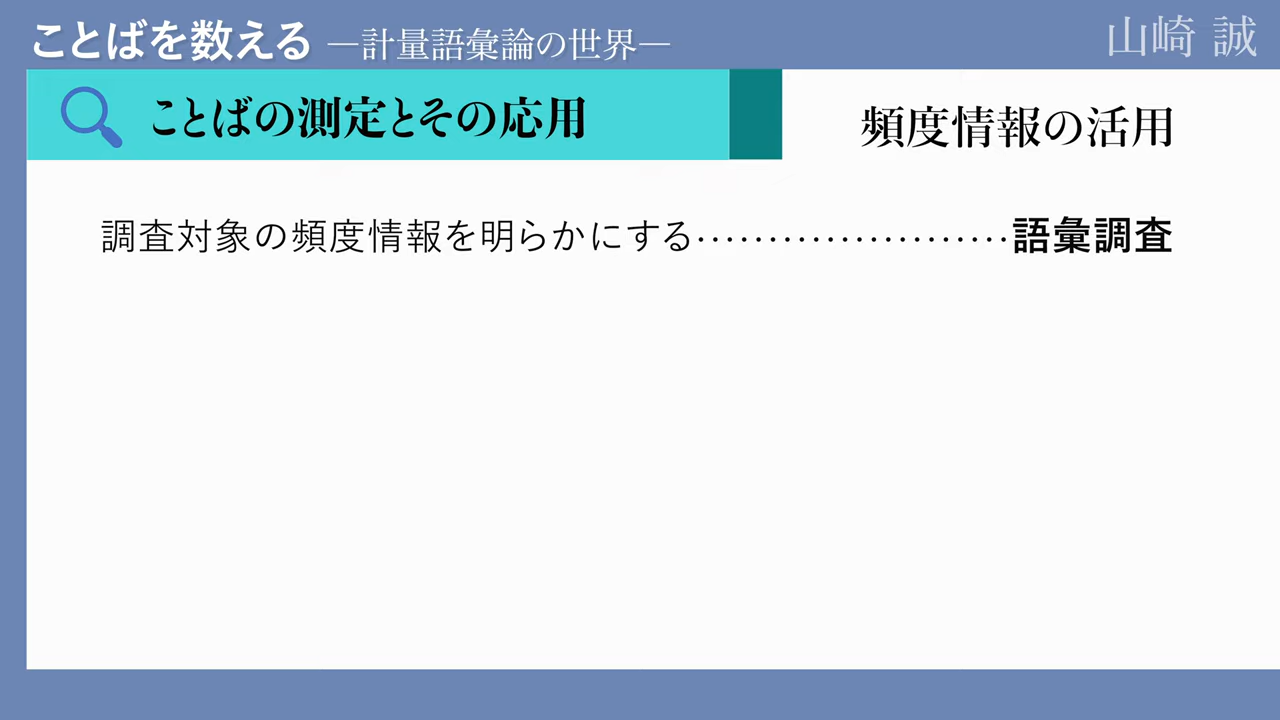 ことばを数える ―計量語彙論の世界―
山崎 誠
ことばの測定とその応用
頻度情報の活用
調査対象の頻度情報を明らかにする……………………語彙調査